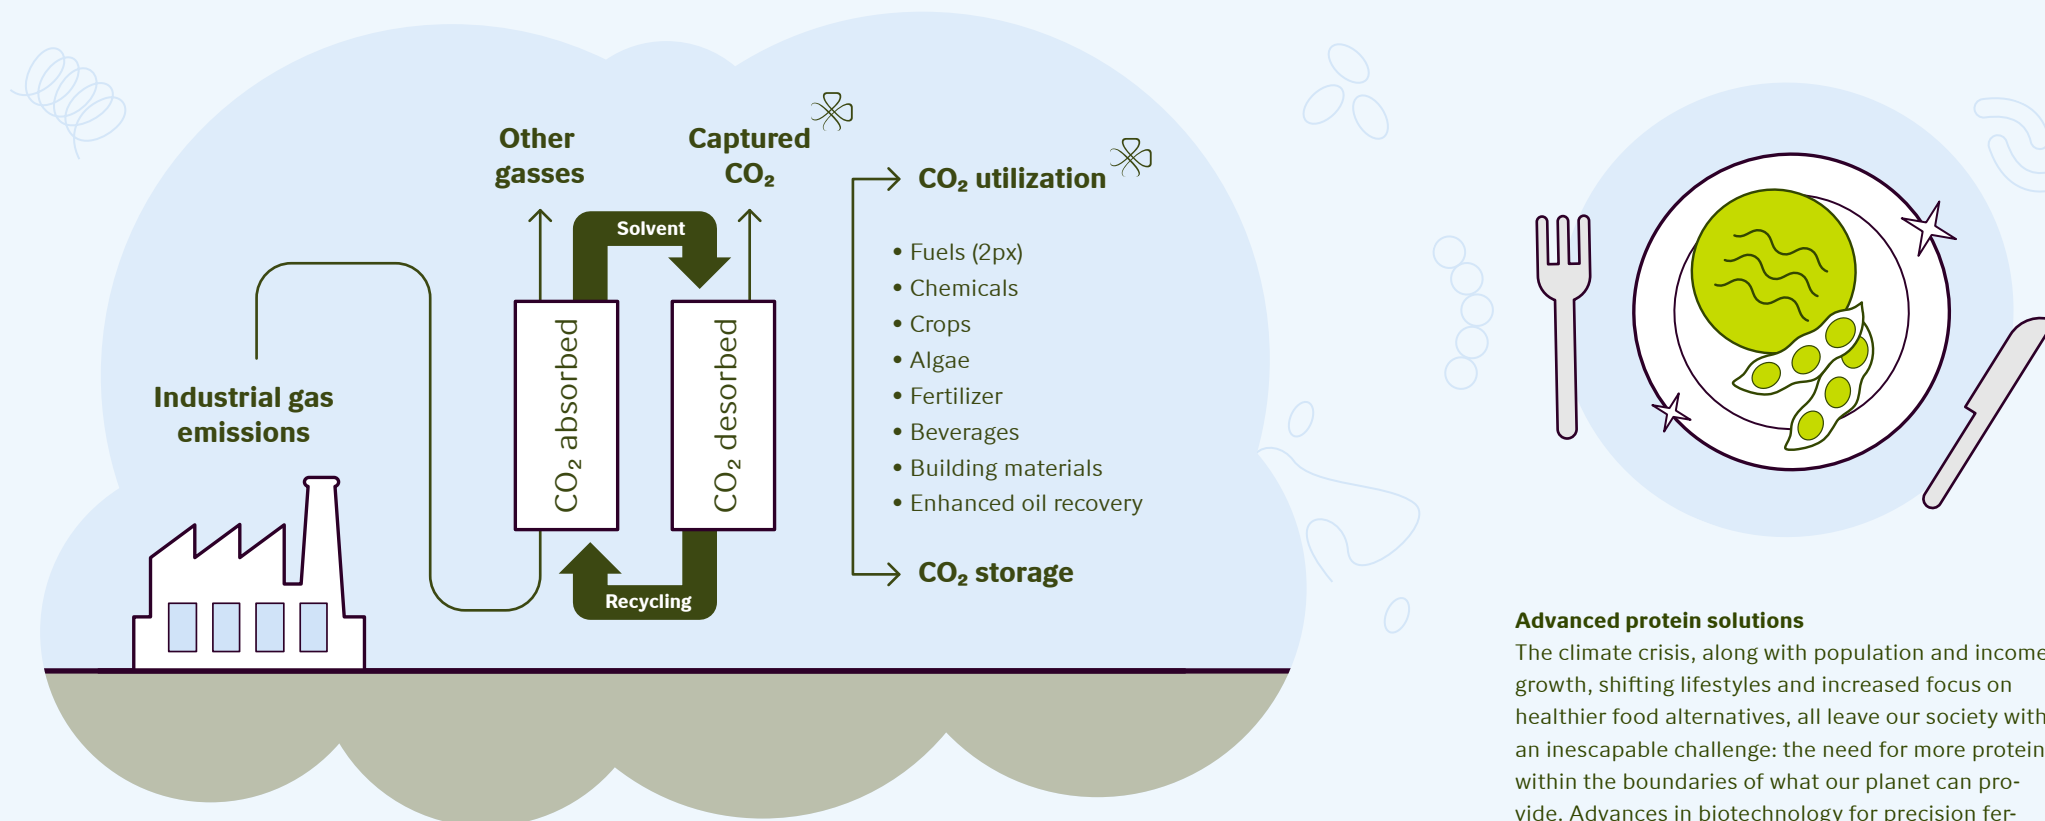 Other
gasses
Captured
CO₂
CO₂ utilization
Solvent
• Fuels (2px)
• Chemicals
• Crops
• Algae
• Fertilizer
• Beverages
• Building materials
• Enhanced oil recovery
CO₂ storage
Industrial gas
emissions
CO₂ absorbed
CO₂ desorbed
Recycling
Advanced protein solutions
The climate crisis, along with population and income
growth, shifting lifestyles and increased focus on
healthier food alternatives, all leave our society with
an inescapable challenge: the need for more protein
within the boundaries of what our planet can pro-
vide. Advances in biotechnology for precision fer-